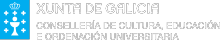 XUNTA DE GALICIA
CONSELLERÍA DE CULTURA, EDUCACIÓN
E ORDENACIÓN UNIVERSITARIA